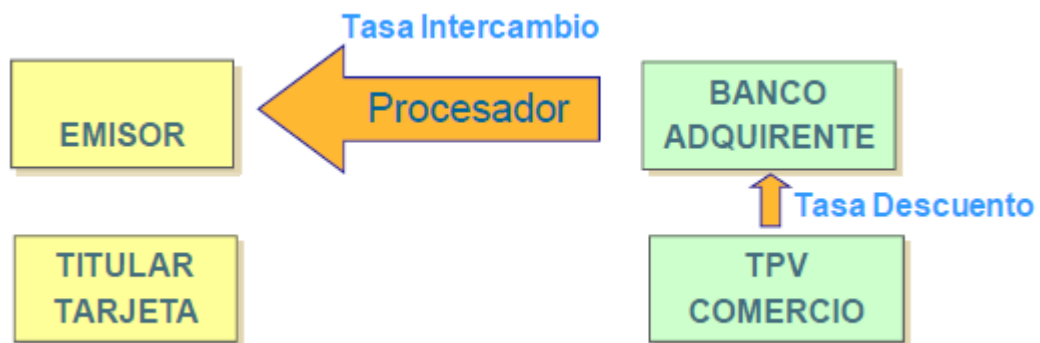 Tasa Intercambio
EMISOR
Procesador
BANCO
ADQUIRENTE
Tasa Descuento
TITULAR
TARJETA
TPV
COMERCIO